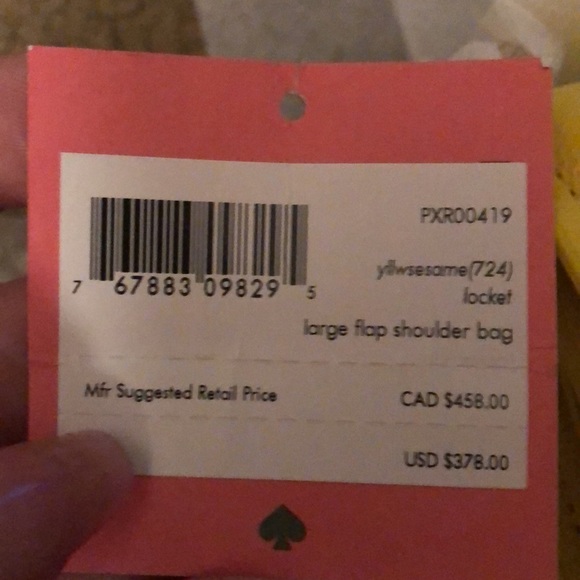 PXR00419
yllwsesame(724)
locket
large flap shoulder bag
7 67883 09829 5
Mfr Suggested Retail Price CAD $458.00
USD $378.00